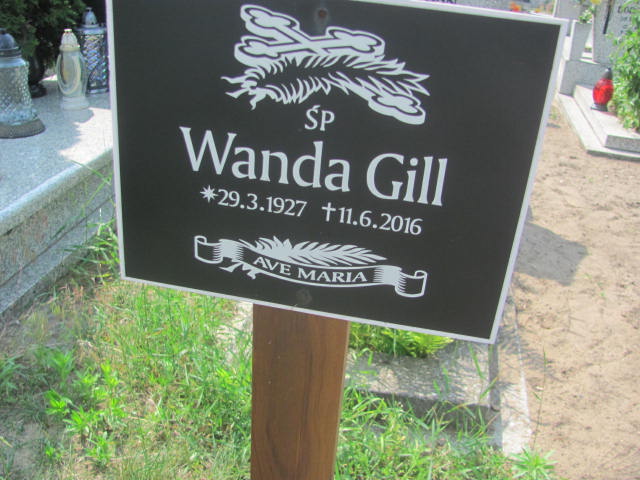 ŚP
Wanda Gill
*29.3.1927 †11.6.2016
AVE MARIA